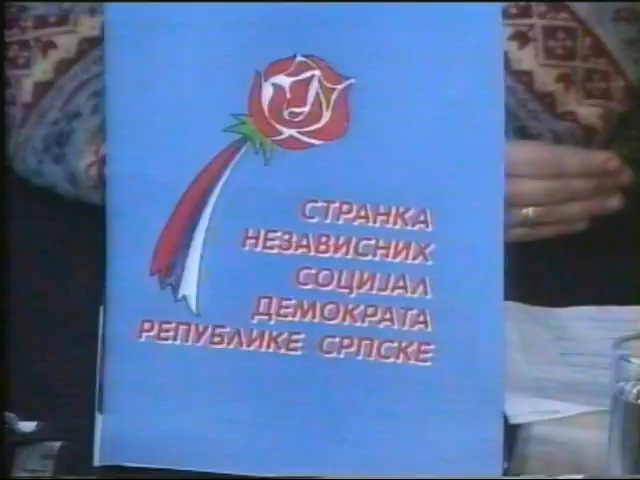 СТРАНКА
НЕЗАВИСНИХ
СОЦИЈАЛ
ДЕМОКРАТА
РЕПУБЛИКЕ СРПСКЕ